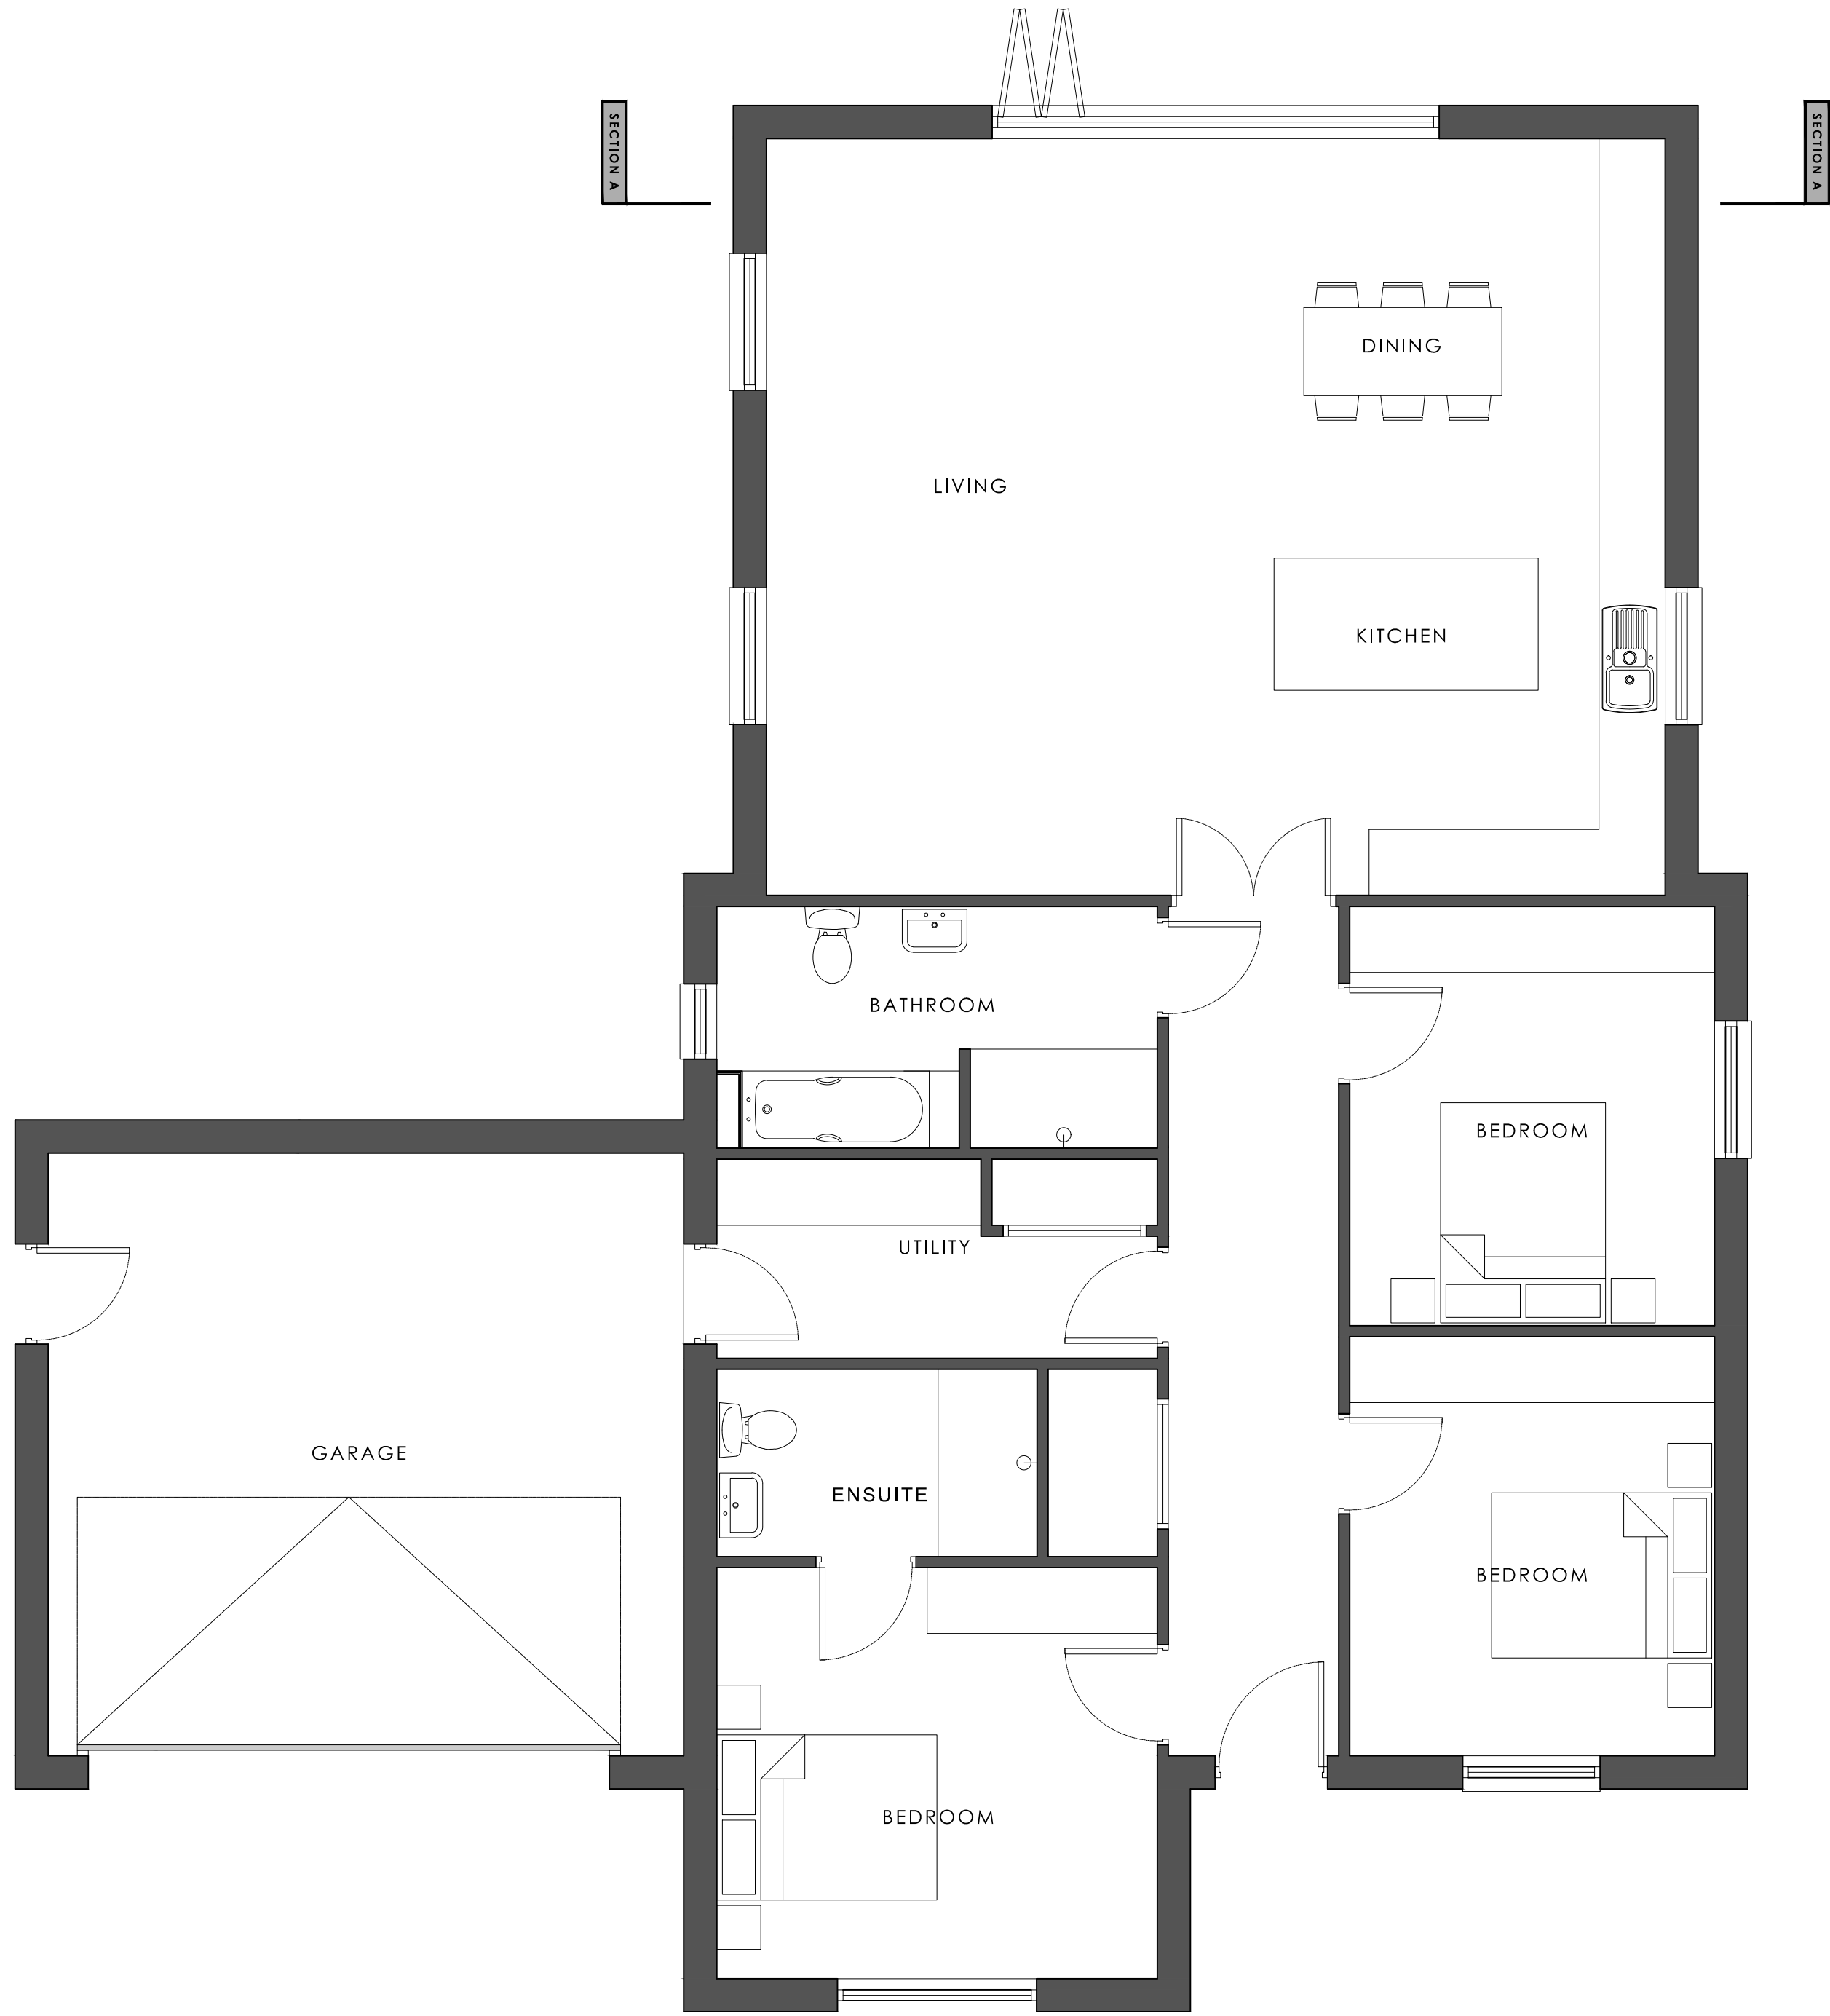 SECTION A
SECTION A
DINING
LIVING
KITCHEN
BATHROOM
BEDROOM
UTILITY
GARAGE
ENSUITE
BEDROOM
BEDROOM